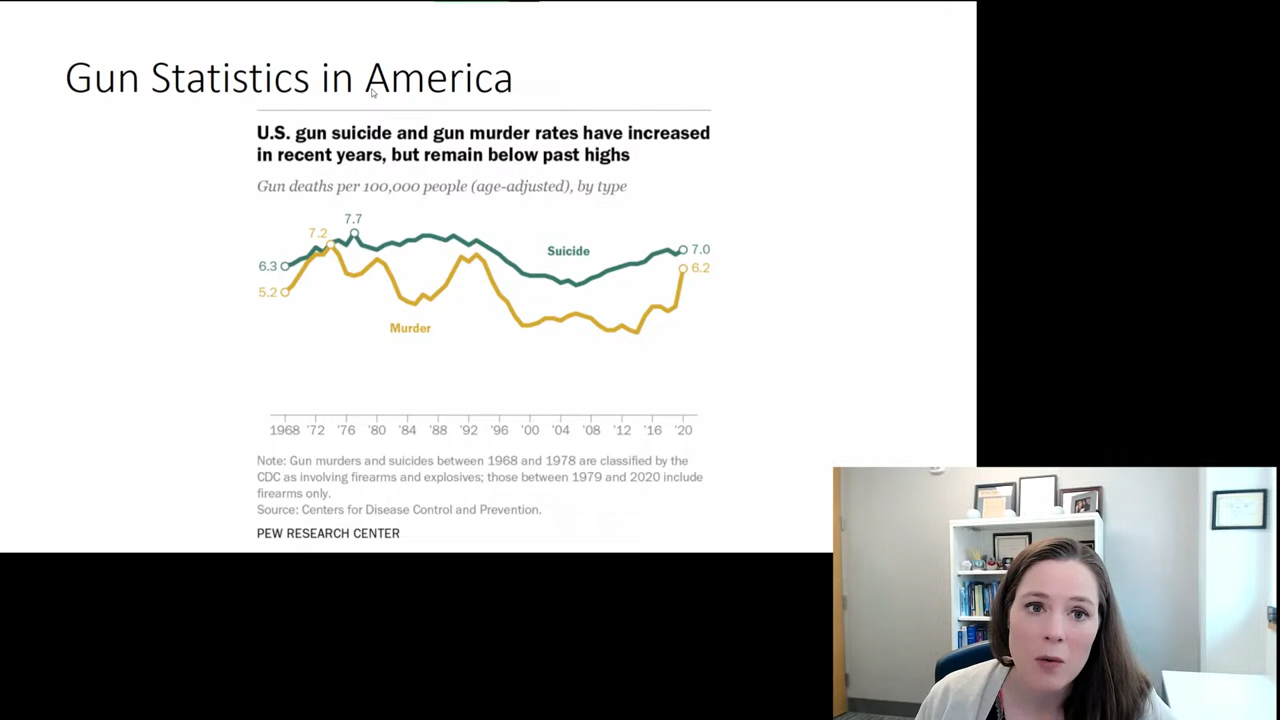 Gun Statistics in America
U.S. gun suicide and gun murder rates have increased
in recent years, but remain below past highs
Gun deaths per 100,000 people (age-adjusted), by type
7.7
7.2
Suicide
7.0
6.3
6.2
5.2
Murder
1968 '72 '76 '80 '84 '88 '92 '96 '00 '04 '08 '12 '16 '20
Note: Gun murders and suicides between 1968 and 1978 are classified by the
CDC as involving firearms and explosives; those between 1979 and 2020 include
firearms only.
Source: Centers for Disease Control and Prevention.
PEW RESEARCH CENTER